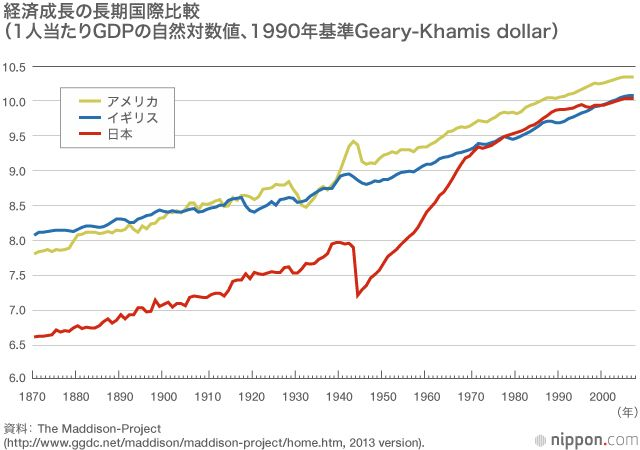 経済成長の長期国際比較
（1人当たりGDPの自然対数値、1990年基準Geary-Khamis dollar）
10.5
10.0
9.5
9.0
8.5
8.0
7.5
7.0
6.5
6.0
アメリカ
イギリス
日本
1870 1880 1890 1900 1910 1920 1930 1940 1950 1960 1970 1980 1990 2000
（年）
資料： The Maddison-Project
(http://www.ggdc.net/maddison/maddison-project/home.htm, 2013 version).
nippon.com